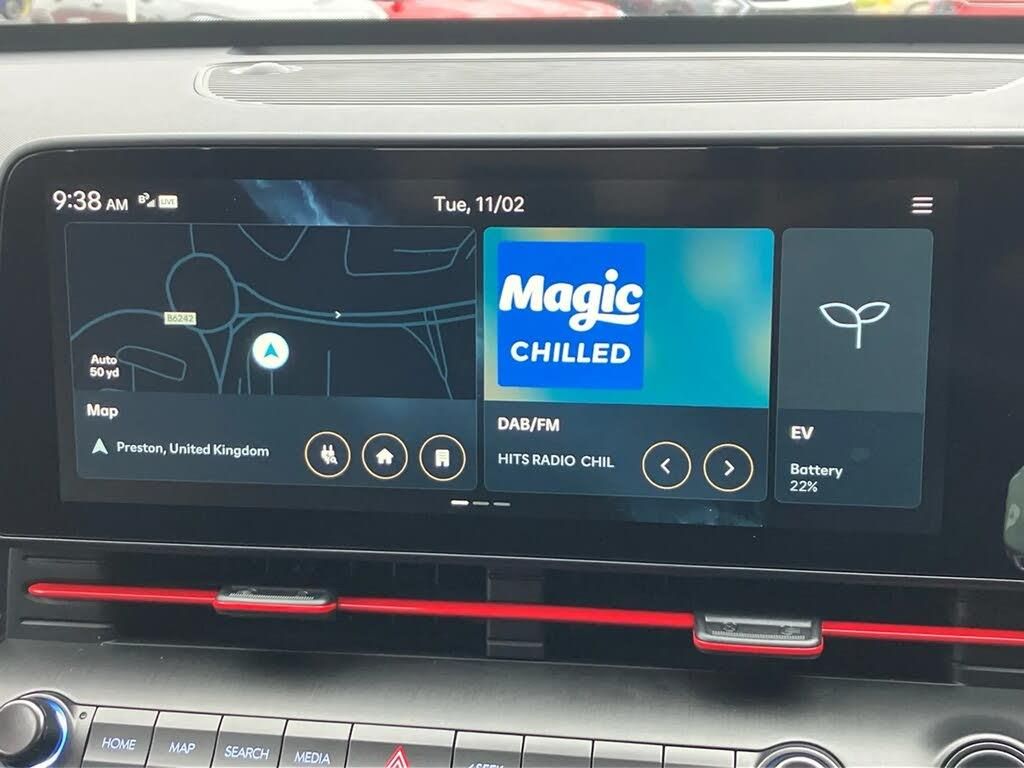 9:38 AM
LIVE
Tue, 11/02
B6242
Auto
50 yd
Map
Preston, United Kingdom
Magic
CHILLED
DAB/FM
HITS RADIO CHIL
EV
Battery
22%
HOME
MAP
SEARCH
MEDIA